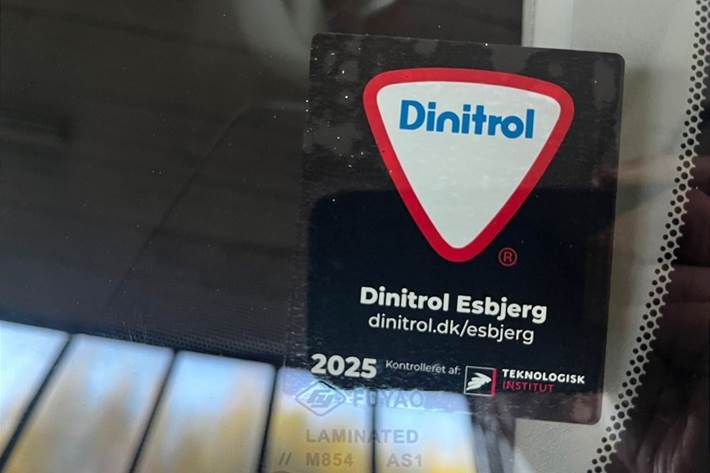 Dinitrol
®
Dinitrol Esbjerg
dinitrol.dk/esbjerg
2025 Kontrolleret af: TEKNOLOGISK
INSTITUT
FUYAO
LAMINATED
// M854 AS1